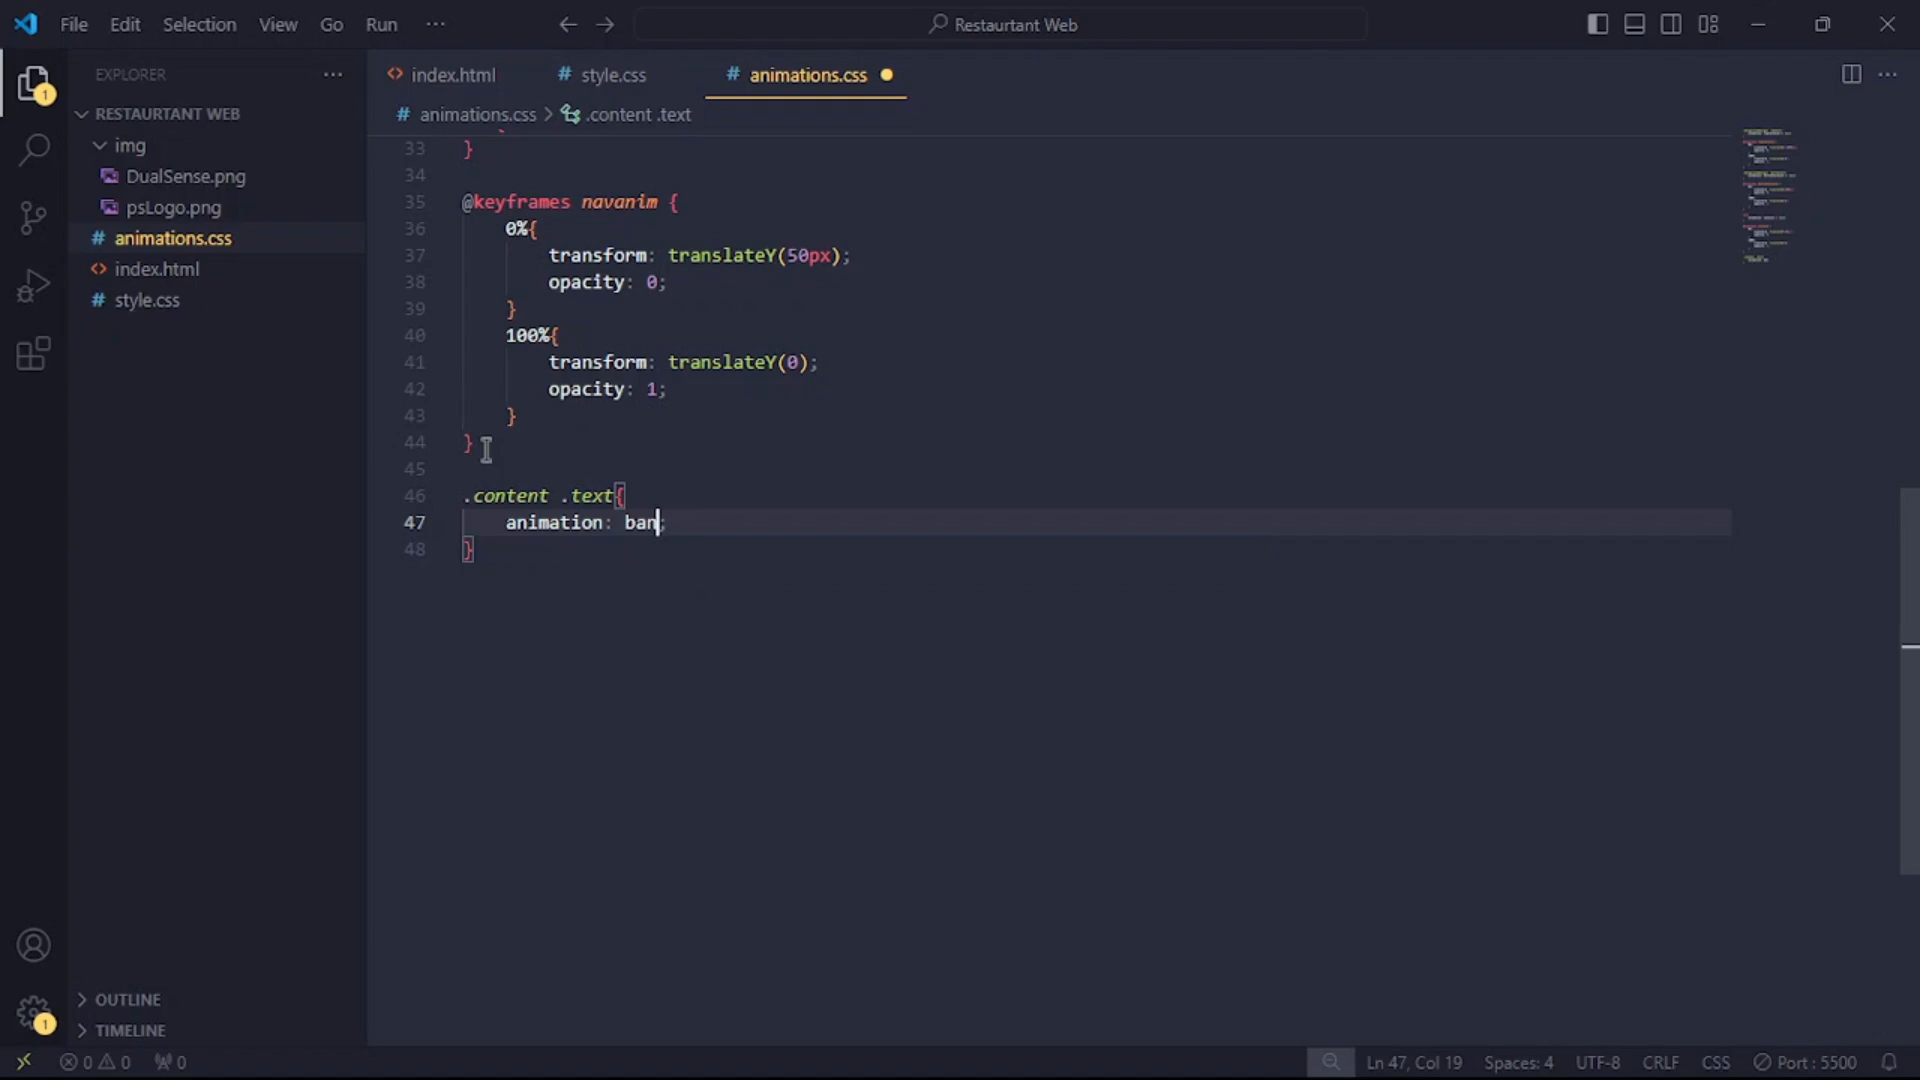 File Edit Selection View Go Run ··· Restaurtant Web
EXPLORER ···
index.html
style.css
animations.css
RESTAURTANT WEB
animations.css > .content .text
img
DualSense.png
psLogo.png
animations.css
index.html
style.css
1
33 }
34
35 @keyframes navanim {
36 0%{
37 transform: translateY(50px);
38 opacity: 0;
39 }
40 100%{
41 transform: translateY(0);
42 opacity: 1;
43 }
44 }
45
46 .content .text{
47 animation: ban;
48 }
OUTLINE
TIMELINE
1
0 0 0 Ln 47, Col 19 Spaces: 4 UTF-8 CRLF CSS Port : 5500